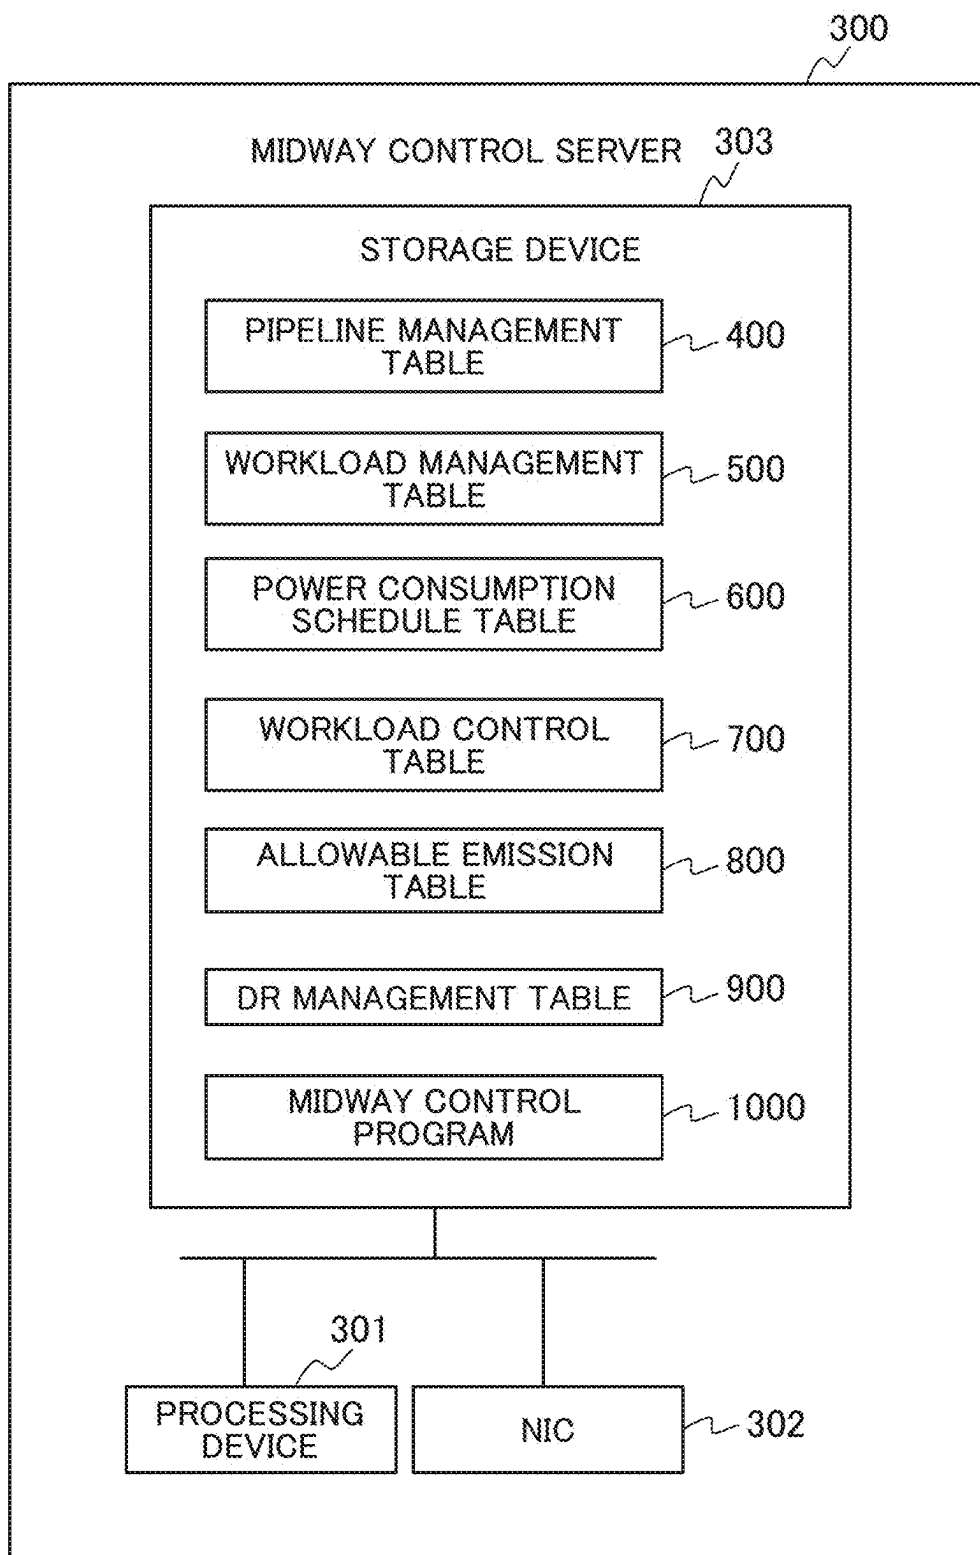 300
MIDWAY CONTROL SERVER
303
STORAGE DEVICE
PIPELINE MANAGEMENT
TABLE
400
WORKLOAD MANAGEMENT
TABLE
500
POWER CONSUMPTION
SCHEDULE TABLE
600
WORKLOAD CONTROL
TABLE
700
ALLOWABLE EMISSION
TABLE
800
DR MANAGEMENT TABLE
900
MIDWAY CONTROL
PROGRAM
1000
301
PROCESSING
DEVICE
NIC
302